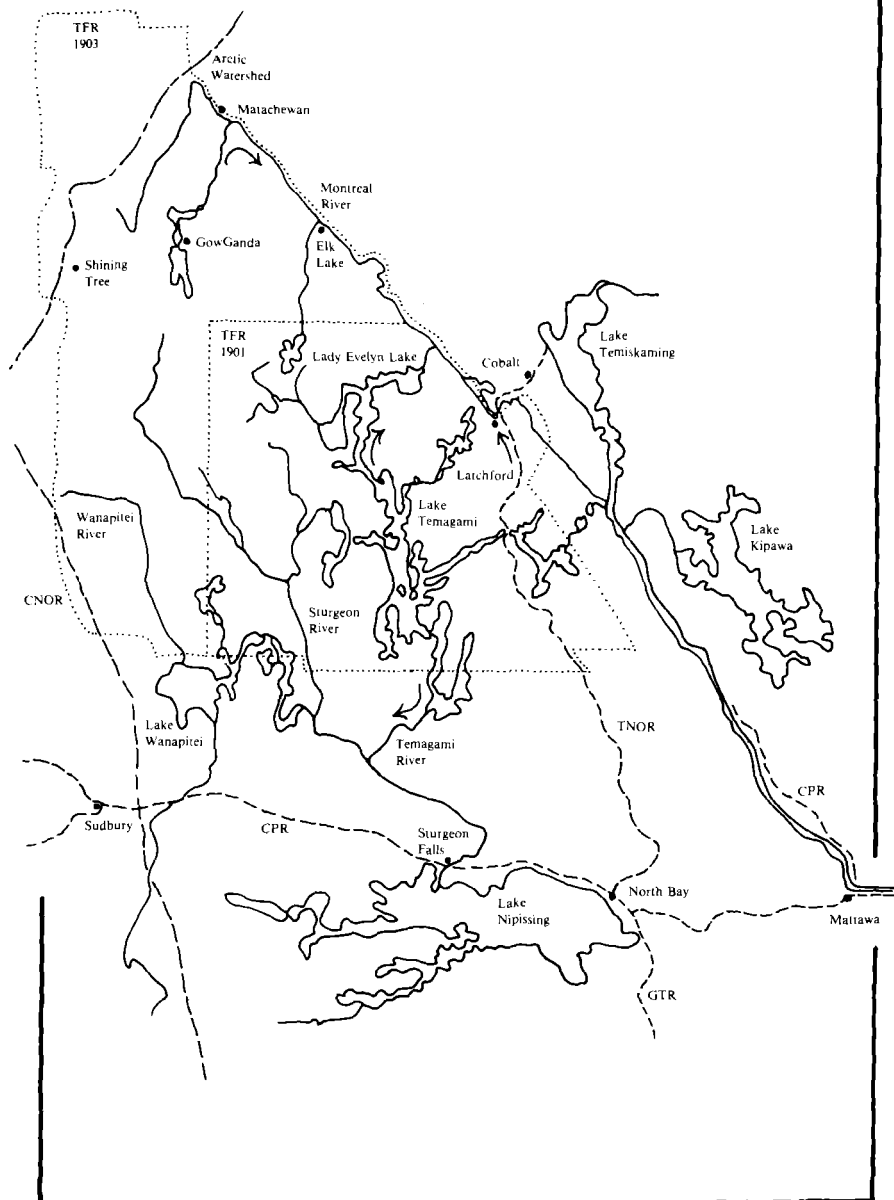 TFR
1903
Arctic
Watershed
Matachewan
Montreal
River
GowGanda
Elk
Lake
Shining
Tree
TFR
1901
Lake
Temiskaming
Lady Evelyn Lake
Cobalt
Latchford
Lake
Temagami
Wanapitei
River
Lake
Kipawa
CNOR
Sturgeon
River
Lake
Wanapitei
TNOR
Temagami
River
CPR
Sudbury
CPR
Sturgeon
Falls
North Bay
Lake
Nipissing
Mattawa
GTR